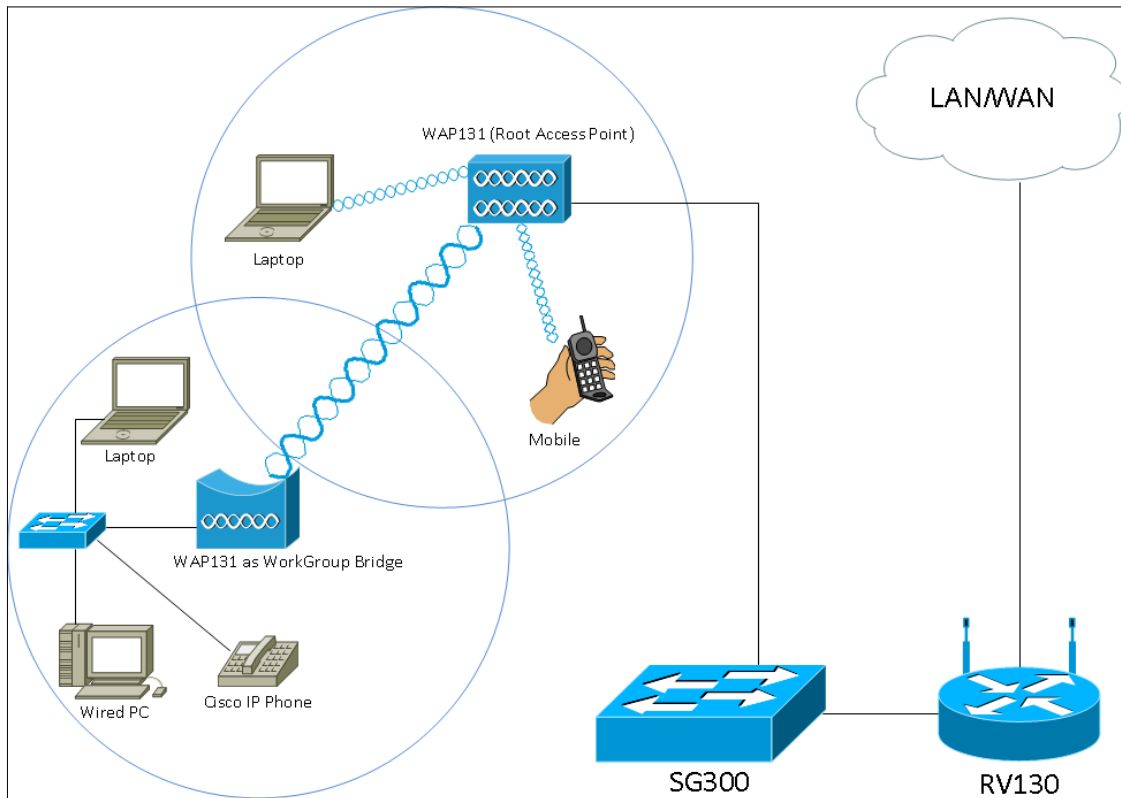 LAN/WAN
WAP131 (Root Access Point)
Laptop
Mobile
Laptop
WAP131 as WorkGroup Bridge
Wired PC
Cisco IP Phone
SG300
RV130